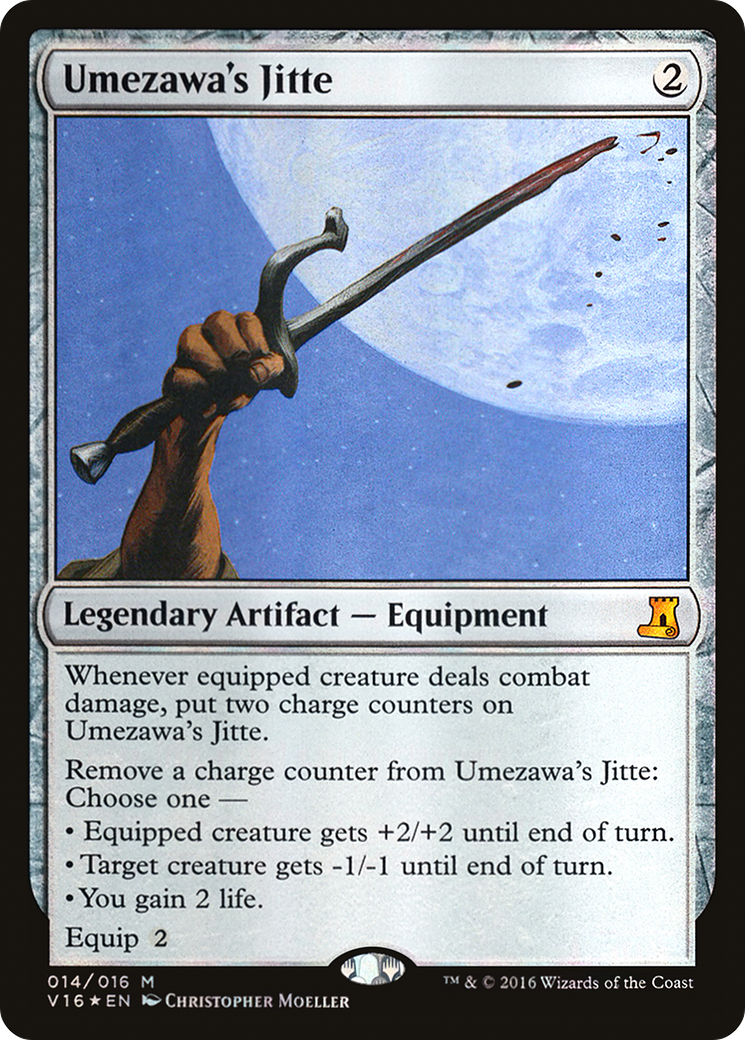 Umezawa's Jitte 2
Legendary Artifact — Equipment
Whenever equipped creature deals combat
damage, put two charge counters on
Umezawa's Jitte.
Remove a charge counter from Umezawa's Jitte:
Choose one —
• Equipped creature gets +2/+2 until end of turn.
• Target creature gets -1/-1 until end of turn.
• You gain 2 life.
Equip 2
014/016 M
V16★EN Christopher Moeller
™ & © 2016 Wizards of the Coast